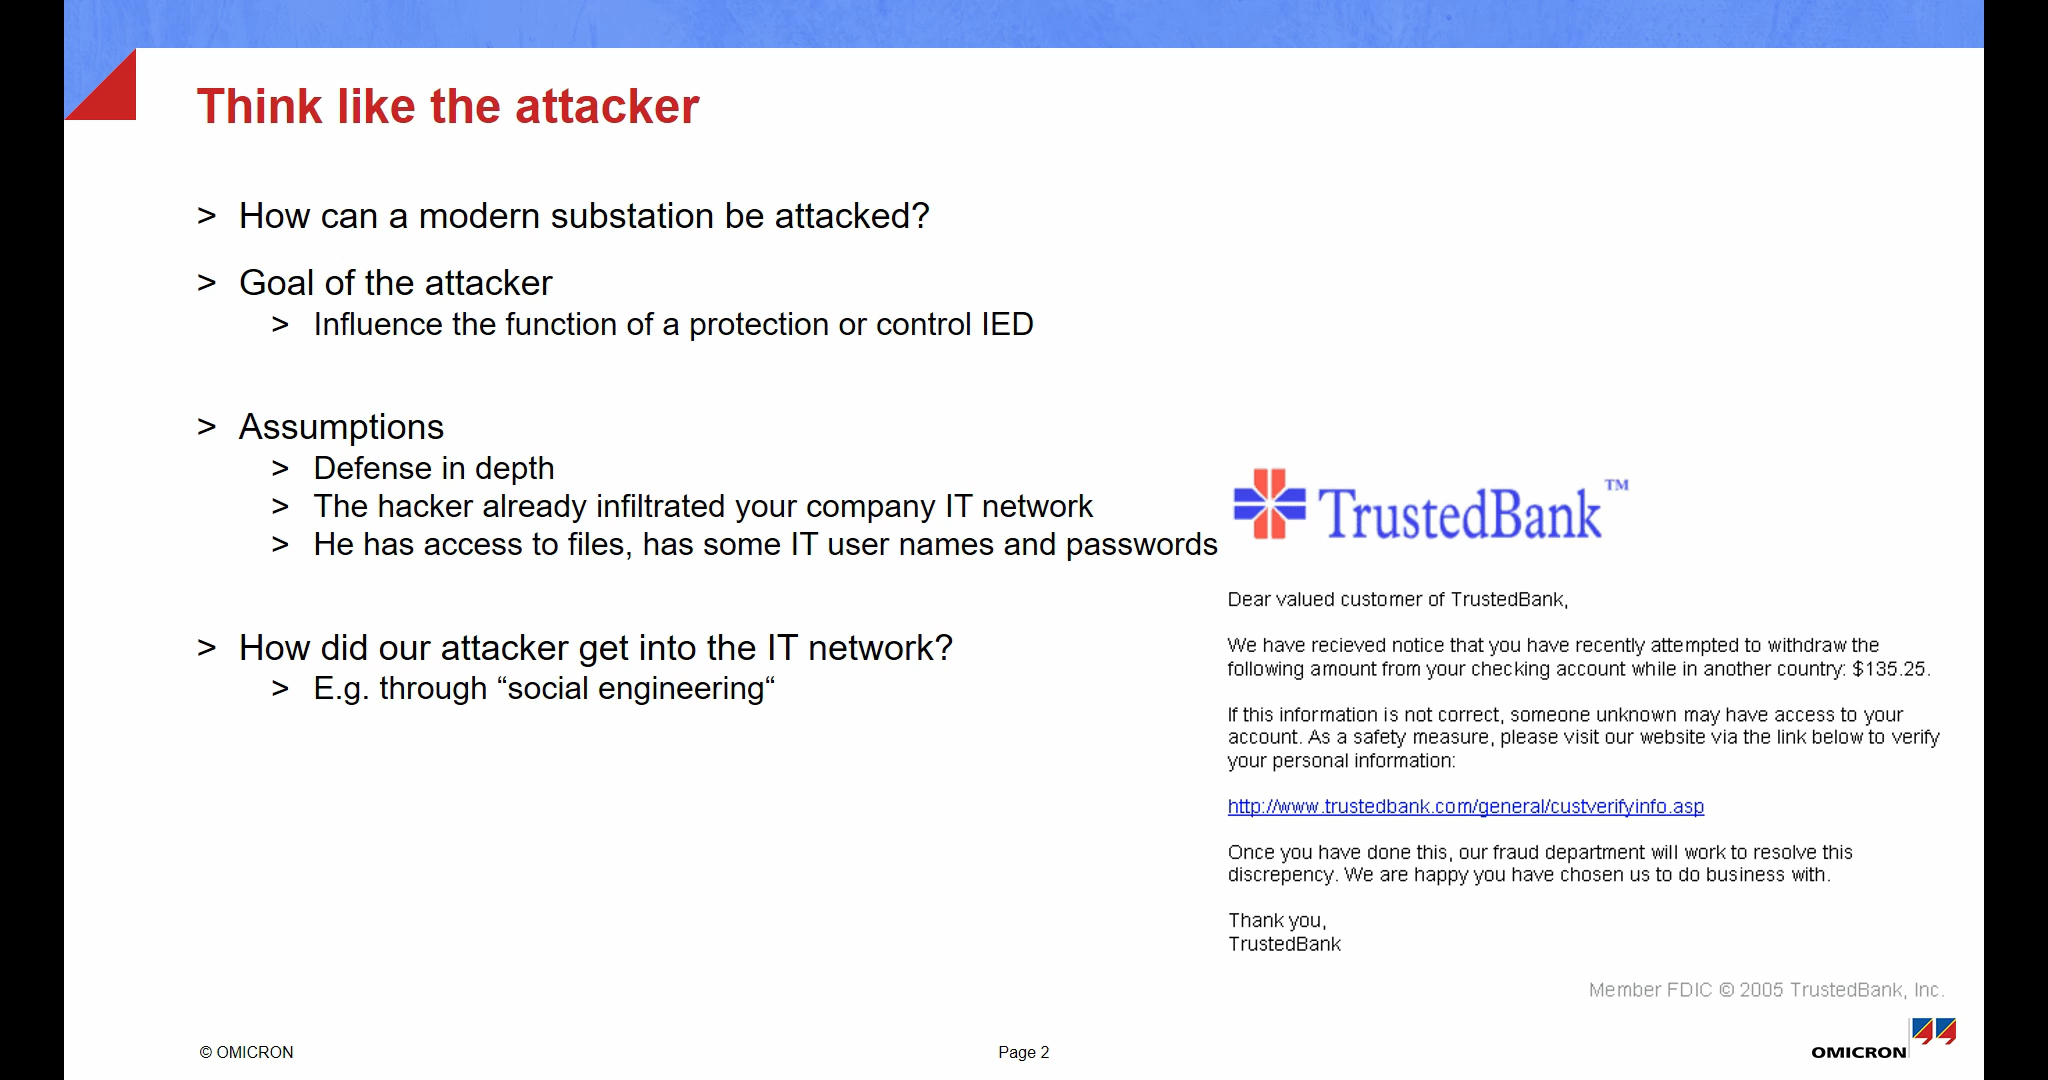 Think like the attacker
> How can a modern substation be attacked?
> Goal of the attacker
> Influence the function of a protection or control IED
> Assumptions
> Defense in depth
> The hacker already infiltrated your company IT network
> He has access to files, has some IT user names and passwords
> How did our attacker get into the IT network?
> E.g. through “social engineering“
TrustedBank™
Dear valued customer of TrustedBank,
We have recieved notice that you have recently attempted to withdraw the
following amount from your checking account while in another country: $135.25.
If this information is not correct, someone unknown may have access to your
account. As a safety measure, please visit our website via the link below to verify
your personal information:
http://www.trustedbank.com/general/custverifyinfo.asp
Once you have done this, our fraud department will work to resolve this
discrepency. We are happy you have chosen us to do business with.
Thank you,
TrustedBank
Member FDIC © 2005 TrustedBank, Inc.
© OMICRON
Page 2
OMICRON